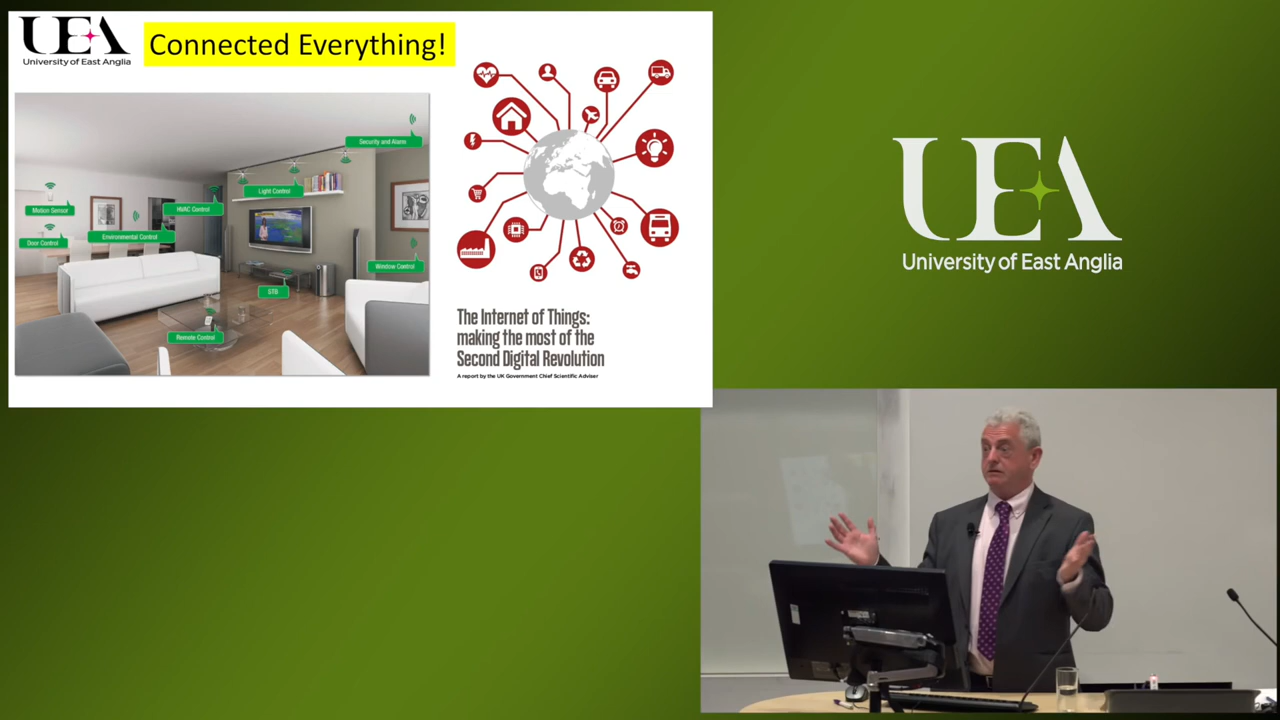 UEA
University of East Anglia
Connected Everything!
Security and Alarm
Light Control
Motion Sensor
HVAC Control
Door Control
Environmental Control
Window Control
STB
Remote Control
The Internet of Things:
making the most of the
Second Digital Revolution
A report by the UK Government Chief Scientific Adviser
UEA
University of East Anglia